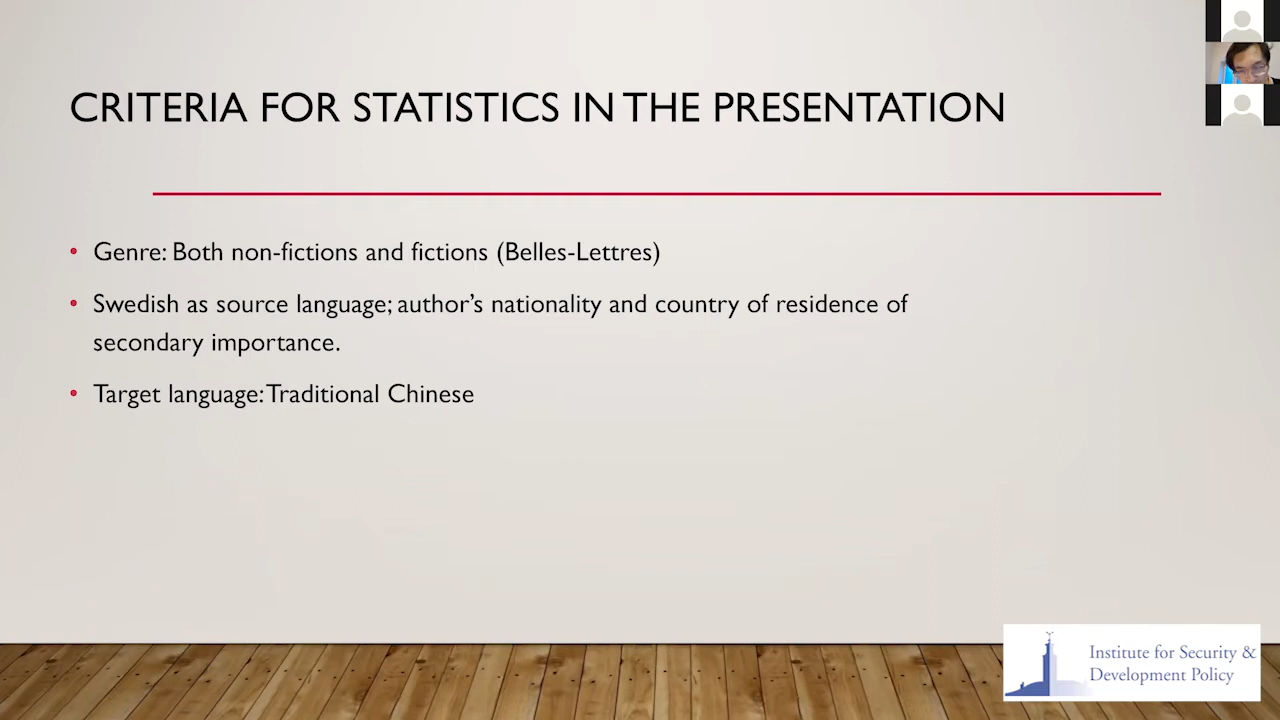 CRITERIA FOR STATISTICS IN THE PRESENTATION
• Genre: Both non-fictions and fictions (Belles-Lettres)
• Swedish as source language; author’s nationality and country of residence of
secondary importance.
• Target language: Traditional Chinese
Institute for Security &
Development Policy